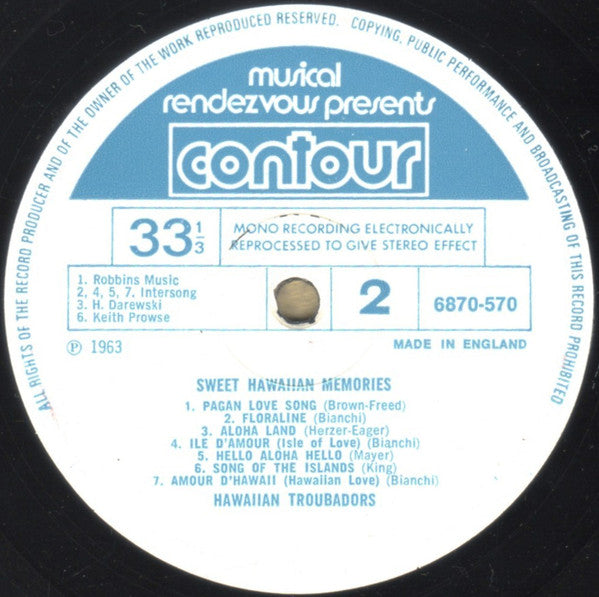 ALL RIGHTS OF THE RECORD PRODUCER AND OF THE OWNER OF THE WORK REPRODUCED RESERVED. COPYING, PUBLIC PERFORMANCE AND BROADCASTING OF THIS RECORD PROHIBITED
musical
rendezvous presents
contour
33 1/3
MONO RECORDING ELECTRONICALLY
REPROCESSED TO GIVE STEREO EFFECT
1. Robbins Music
2, 4, 5, 7. Intersong
3. H. Darewski
6. Keith Prowse
2
6870-570
Ⓟ 1963
MADE IN ENGLAND
SWEET HAWAIIAN MEMORIES
1. PAGAN LOVE SONG (Brown-Freed)
2. FLORALINE (Bianchi)
3. ALOHA LAND (Herzer-Eager)
4. ILE D'AMOUR (Isle of Love) (Bianchi)
5. HELLO ALOHA HELLO (Mayer)
6. SONG OF THE ISLANDS (King)
7. AMOUR D'HAWAII (Hawaiian Love) (Bianchi)
HAWAIIAN TROUBADORS